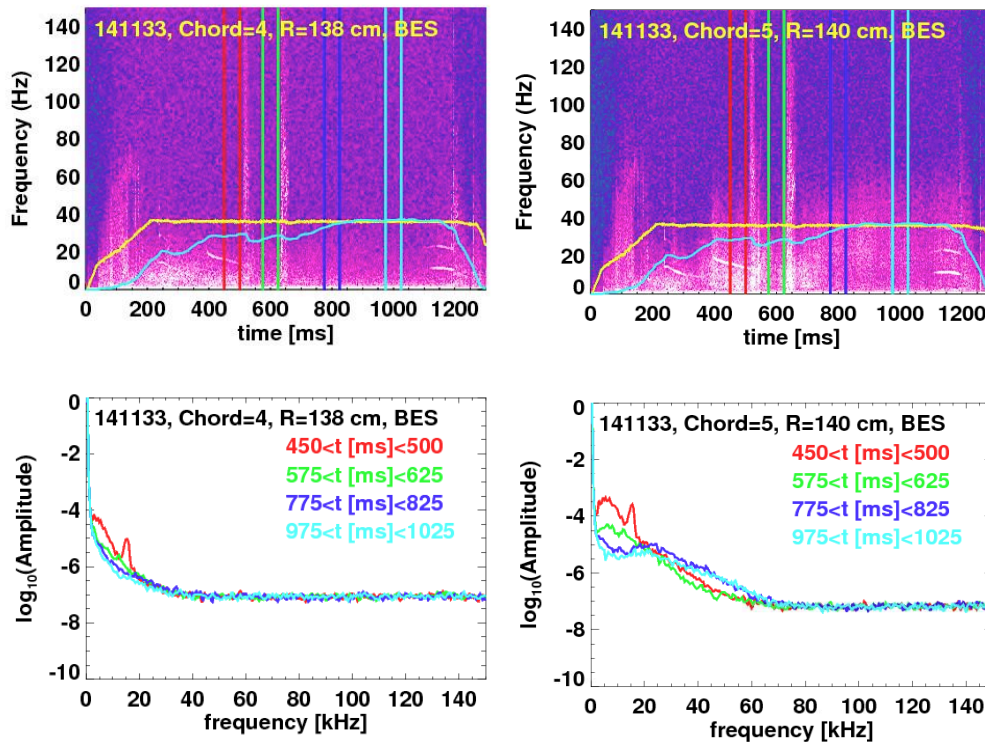 141133, Chord=4, R=138 cm, BES
Frequency (Hz)
140
120
100
80
60
40
20
0
0 200 400 600 800 1000 1200
time [ms]
141133, Chord=5, R=140 cm, BES
Frequency (Hz)
140
120
100
80
60
40
20
0
0 200 400 600 800 1000 1200
time [ms]
141133, Chord=4, R=138 cm, BES
450<t [ms]<500
575<t [ms]<625
775<t [ms]<825
975<t [ms]<1025
log₁₀(Amplitude)
0
-2
-4
-6
-8
-10
0 20 40 60 80 100 120 140
frequency [kHz]
141133, Chord=5, R=140 cm, BES
450<t [ms]<500
575<t [ms]<625
775<t [ms]<825
975<t [ms]<1025
log₁₀(Amplitude)
0
-2
-4
-6
-8
-10
0 20 40 60 80 100 120 140
frequency [kHz]